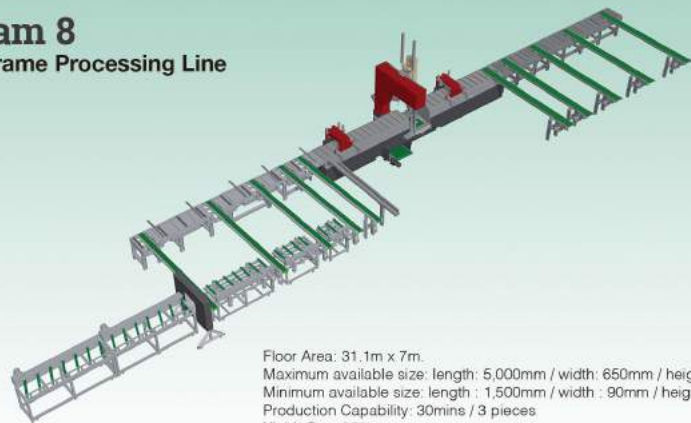 am 8
rame Processing Line
Floor Area: 31.1m x 7m.
Maximum available size: length: 5,000mm / width: 650mm / heig
Minimum available size: length : 1,500mm / width : 90mm / heig
Production Capability: 30mins / 3 pieces